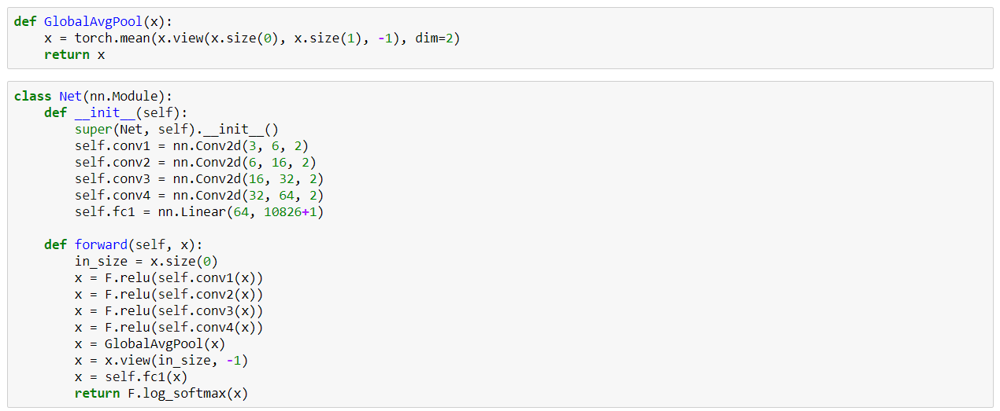 def GlobalAvgPool(x):
    x = torch.mean(x.view(x.size(0), x.size(1), -1), dim=2)
    return x
class Net(nn.Module):
    def __init__(self):
        super(Net, self).__init__()
        self.conv1 = nn.Conv2d(3, 6, 2)
        self.conv2 = nn.Conv2d(6, 16, 2)
        self.conv3 = nn.Conv2d(16, 32, 2)
        self.conv4 = nn.Conv2d(32, 64, 2)
        self.fc1 = nn.Linear(64, 10826+1)
    def forward(self, x):
        in_size = x.size(0)
        x = F.relu(self.conv1(x))
        x = F.relu(self.conv2(x))
        x = F.relu(self.conv3(x))
        x = F.relu(self.conv4(x))
        x = GlobalAvgPool(x)
        x = x.view(in_size, -1)
        x = self.fc1(x)
        return F.log_softmax(x)